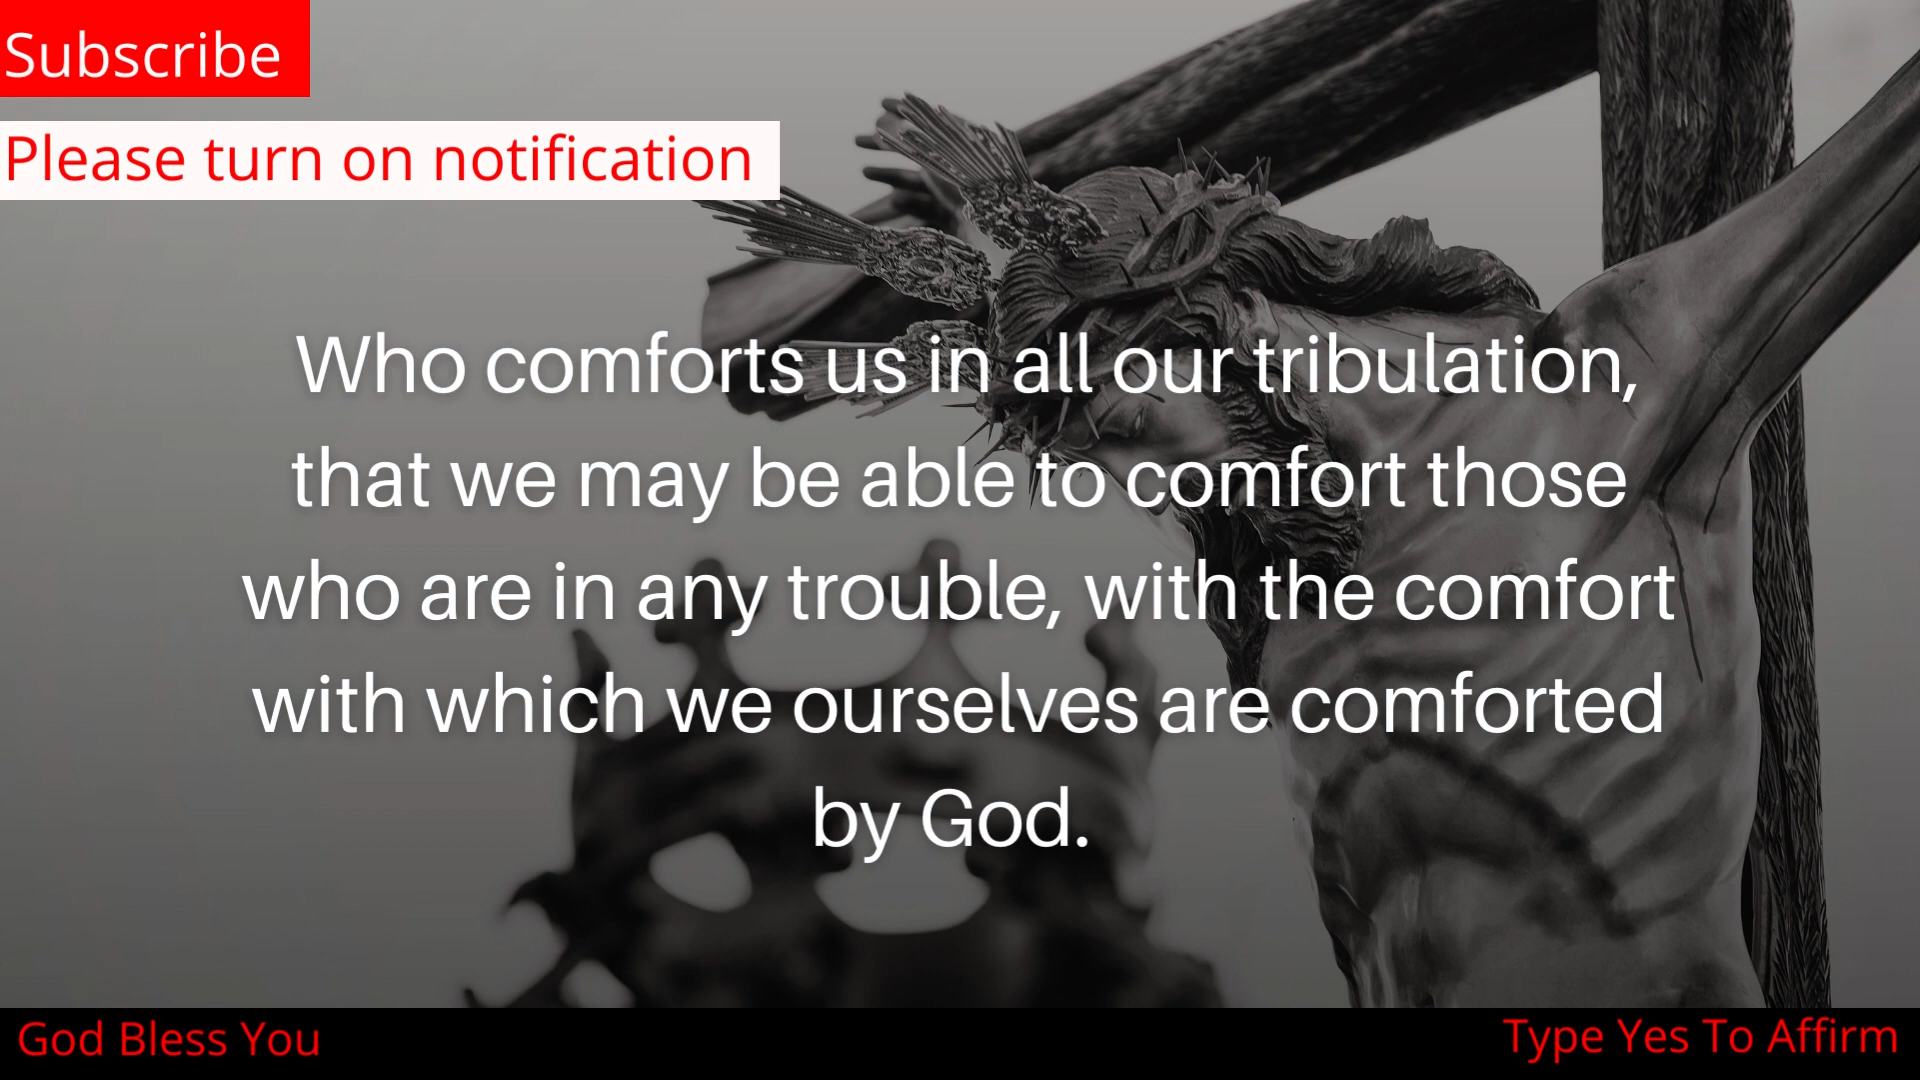 Subscribe
Please turn on notification
Who comforts us in all our tribulation,
that we may be able to comfort those
who are in any trouble, with the comfort
with which we ourselves are comforted
by God.
God Bless You
Type Yes To Affirm